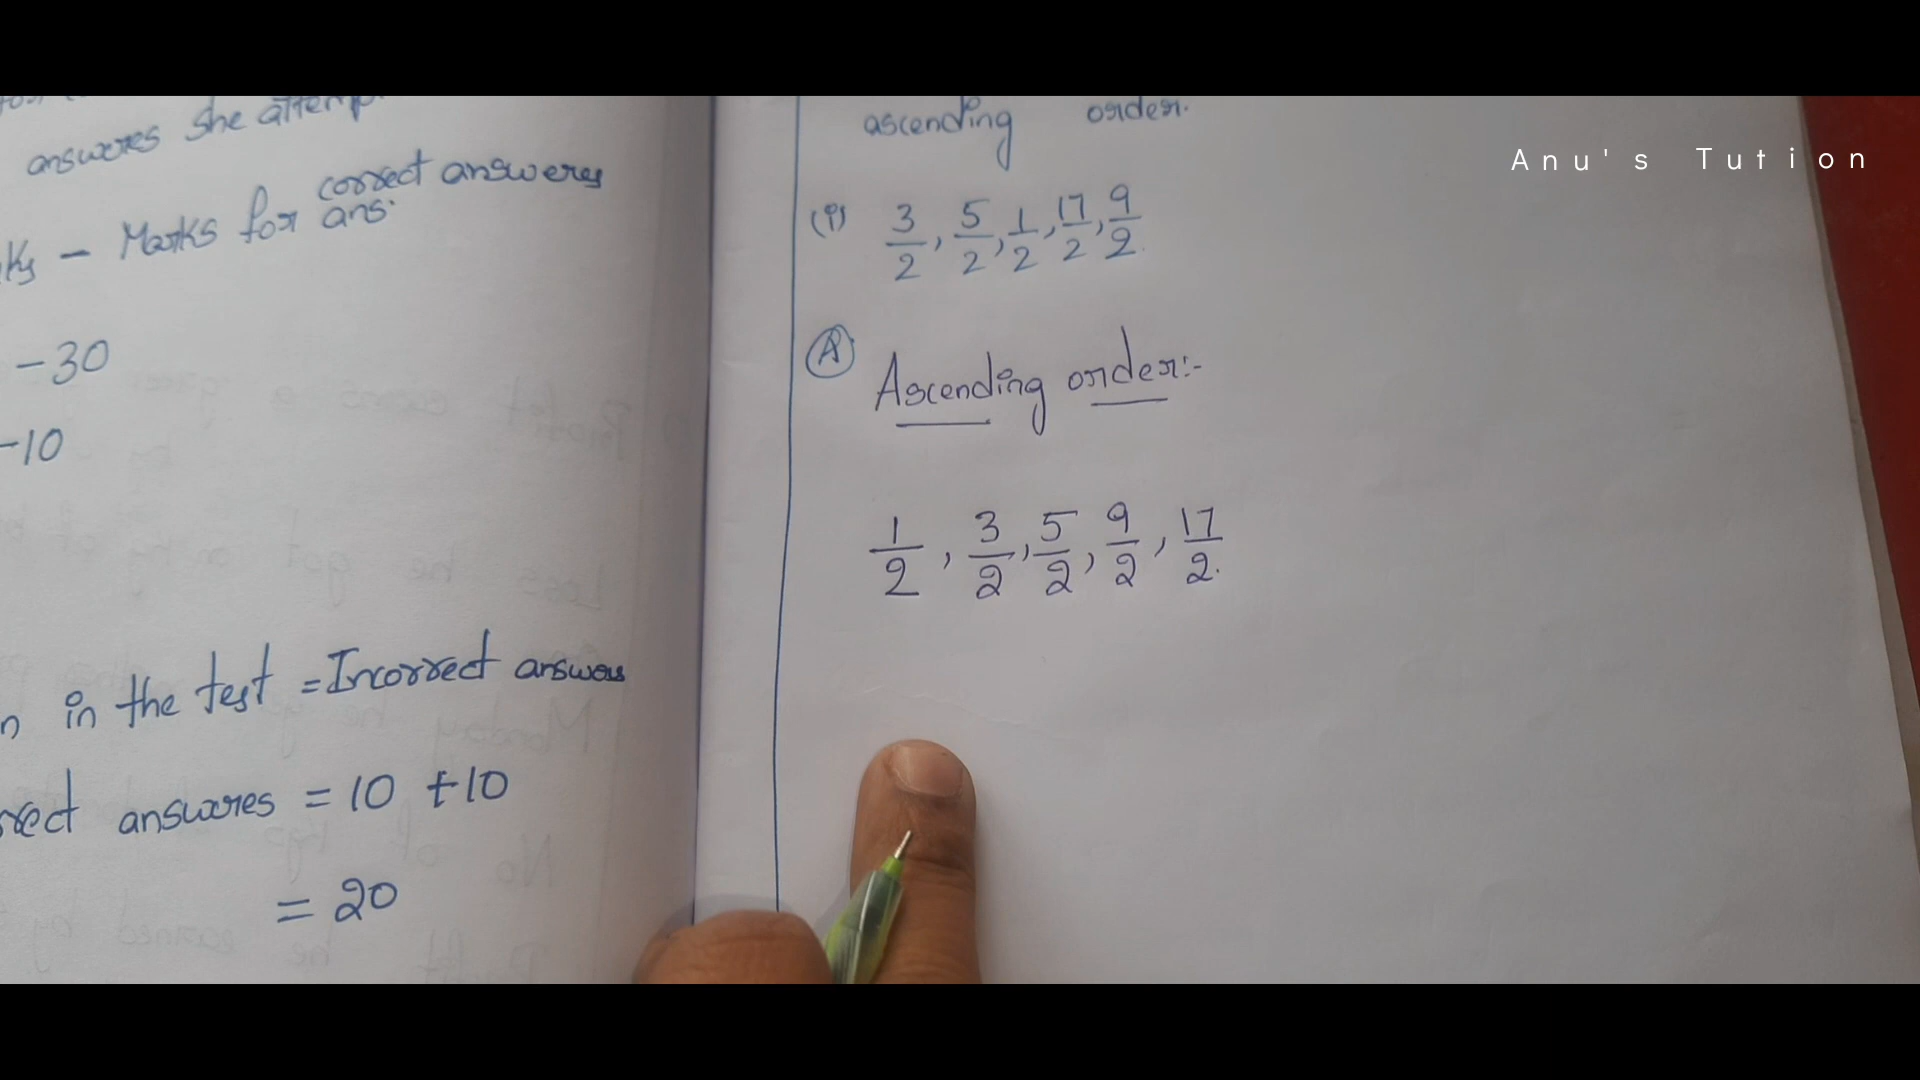 answeres she
correct answeres
– Marks for ans.
–30
–10
in the test = Incorrect answers
answares = 10 +10
= 20
ascending order.
(i) 3/2, 5/2, 1/2, 17/2, 9/2.
(A) Ascending order:-
1/2, 3/2, 5/2, 9/2, 17/2.
Anu's Tution